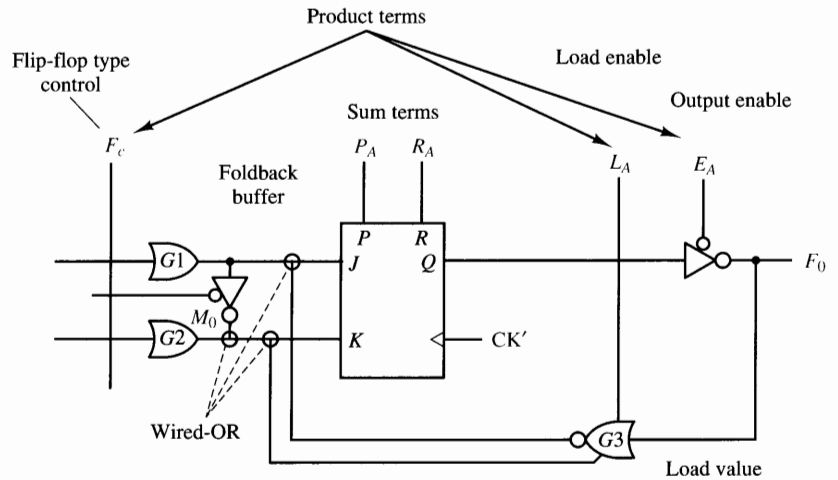 Product terms
Load enable
Flip-flop type
control
Output enable
Sum terms
F_c
P_A
R_A
L_A
E_A
Foldback
buffer
P
R
G1
J
Q
F_0
M_0
G2
K
CK′
Wired-OR
G3
Load value